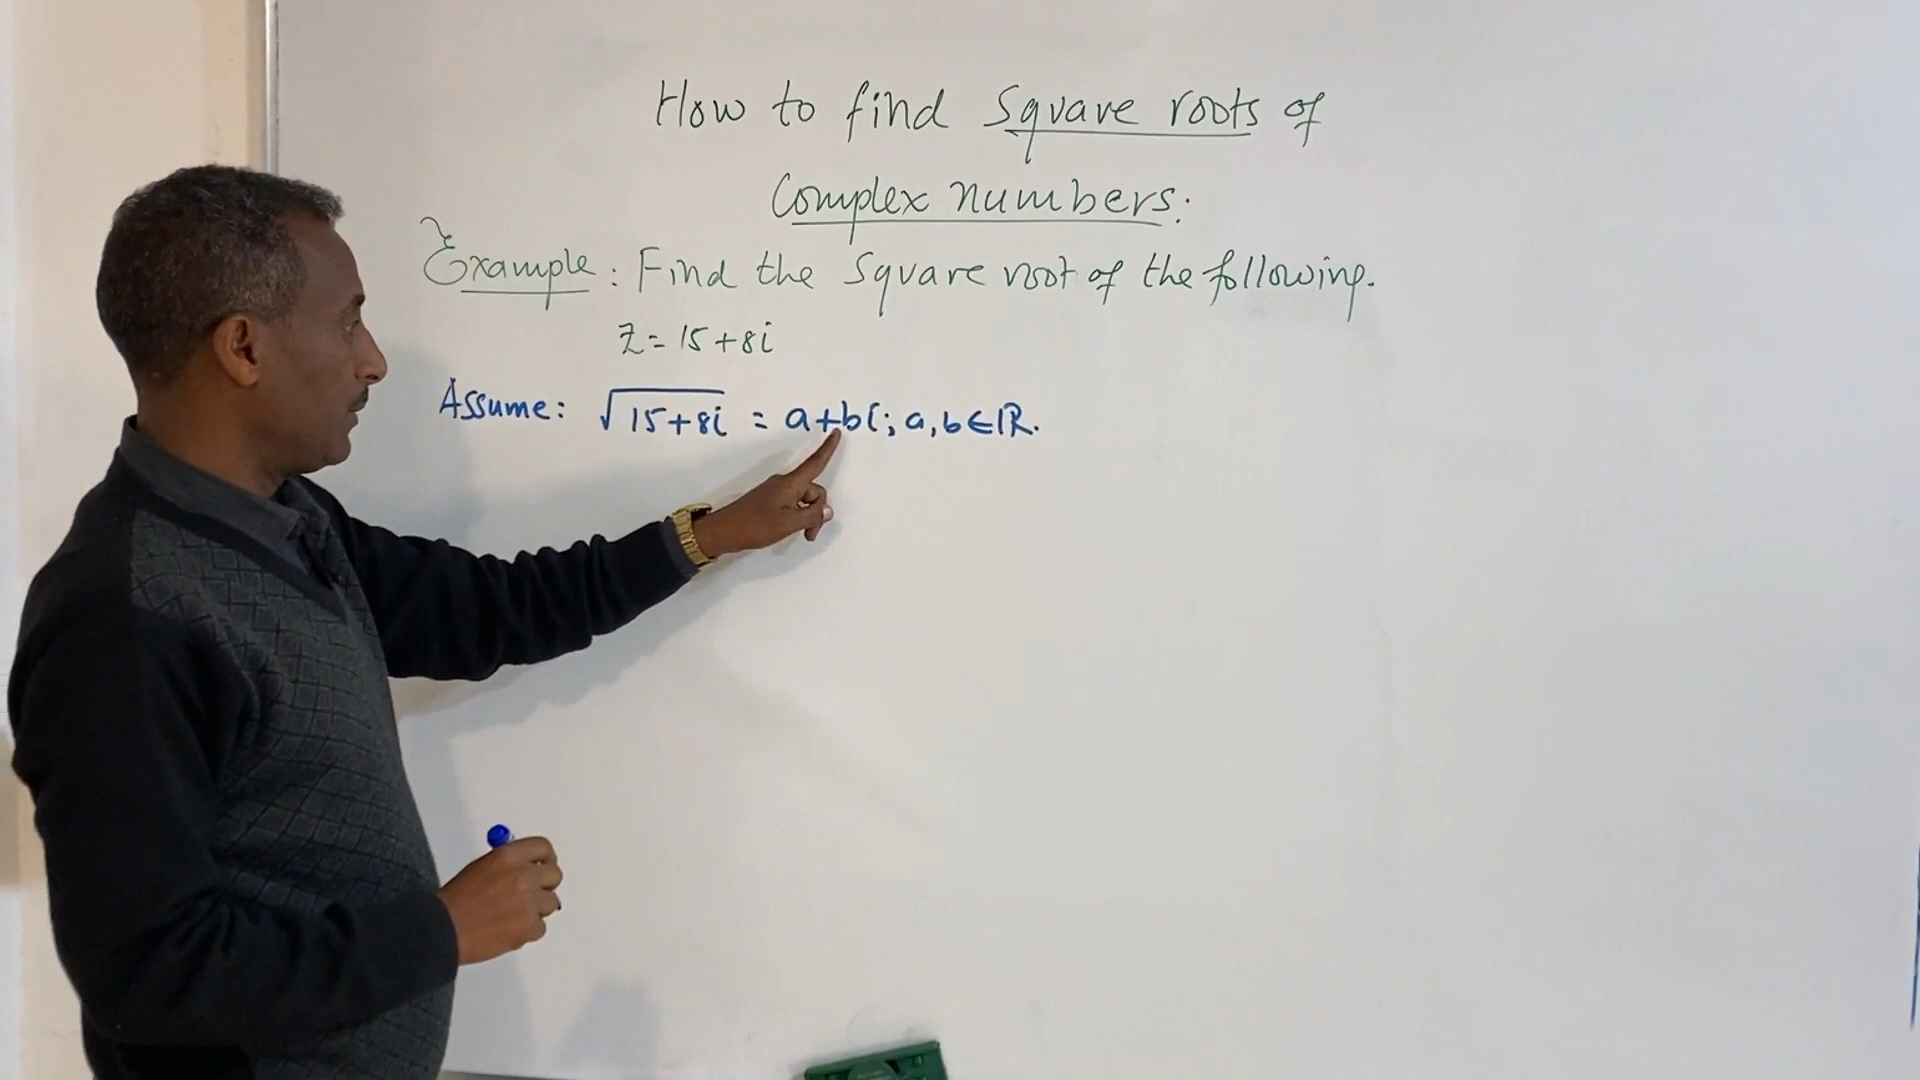 How to find Square roots of
Complex numbers:
Example: Find the Square root of the following.
Z = 15 + 8i
Assume: √15+8i = a+bi; a, b ∈ ℝ.